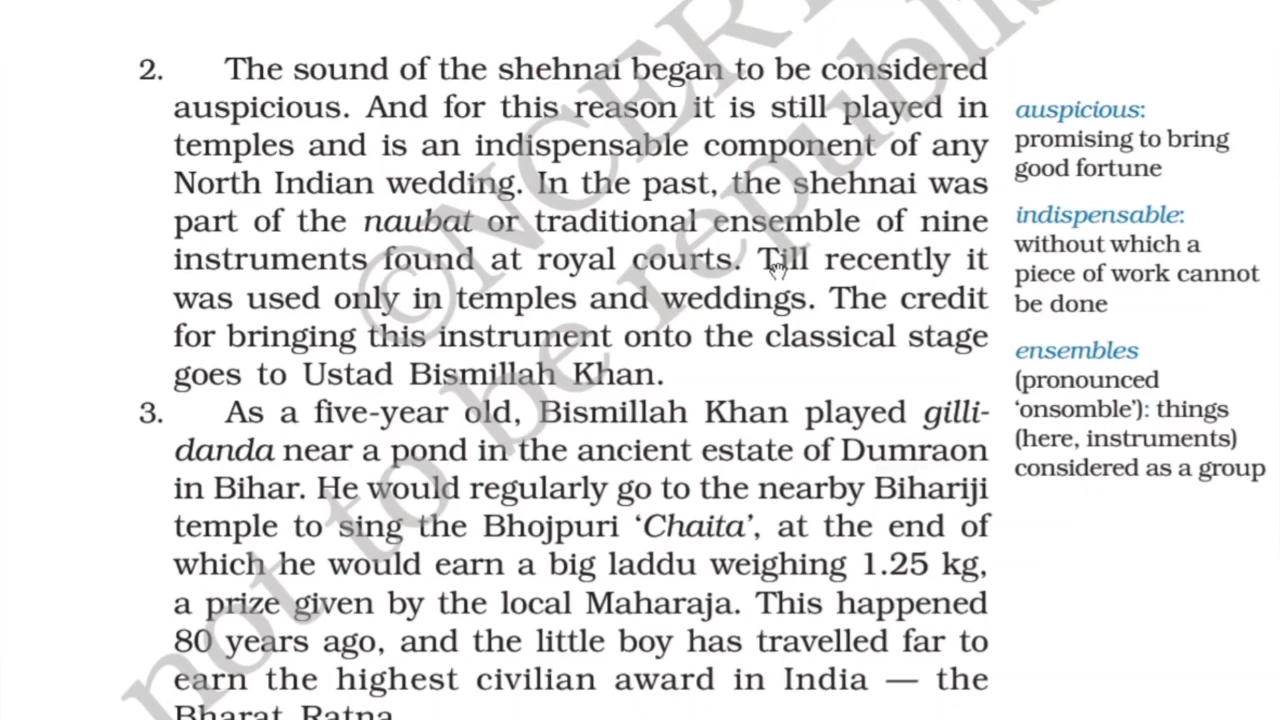 2. The sound of the shehnai began to be considered
auspicious. And for this reason it is still played in
temples and is an indispensable component of any
North Indian wedding. In the past, the shehnai was
part of the naubat or traditional ensemble of nine
instruments found at royal courts. Till recently it
was used only in temples and weddings. The credit
for bringing this instrument onto the classical stage
goes to Ustad Bismillah Khan.
3. As a five-year old, Bismillah Khan played gilli-
danda near a pond in the ancient estate of Dumraon
in Bihar. He would regularly go to the nearby Bihariji
temple to sing the Bhojpuri ‘Chaita’, at the end of
which he would earn a big laddu weighing 1.25 kg,
a prize given by the local Maharaja. This happened
80 years ago, and the little boy has travelled far to
earn the highest civilian award in India — the
Bharat Ratna.
auspicious:
promising to bring
good fortune
indispensable:
without which a
piece of work cannot
be done
ensembles
(pronounced
‘onsomble’): things
(here, instruments)
considered as a group
©NCERT
not to be republis